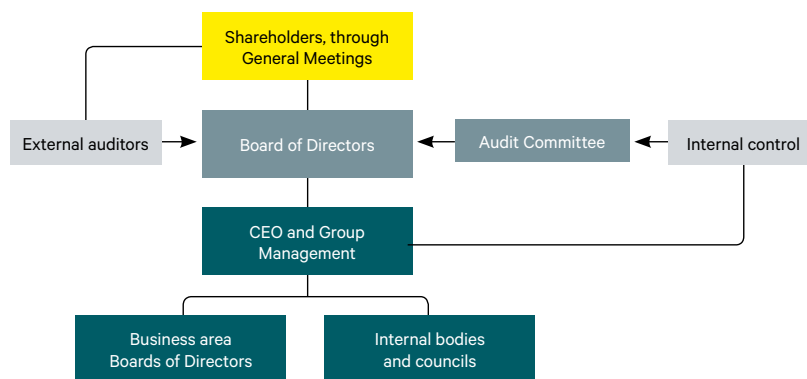 Shareholders, through
General Meetings
External auditors
Board of Directors
Audit Committee
Internal control
CEO and Group
Management
Business area
Boards of Directors
Internal bodies
and councils